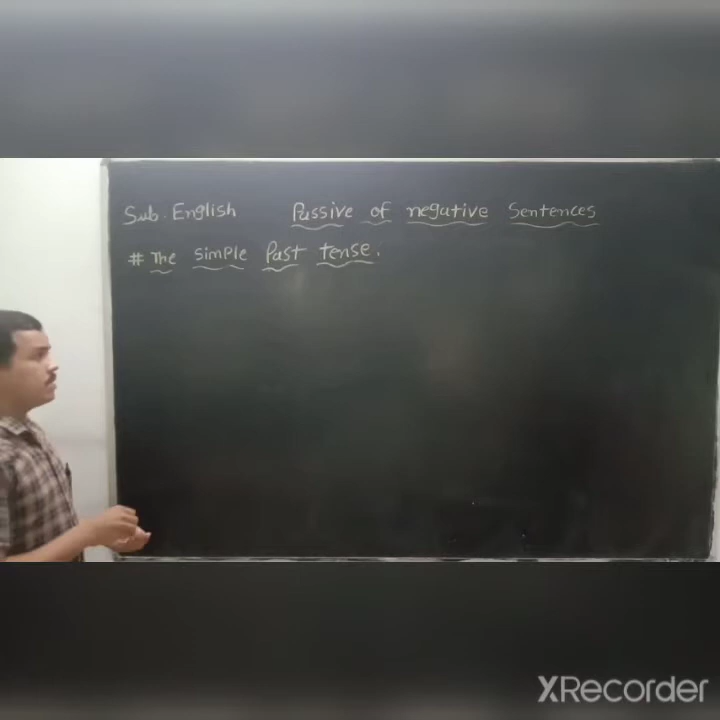 Sub. English Passive of negative Sentences
# The Simple Past tense.
XRecorder